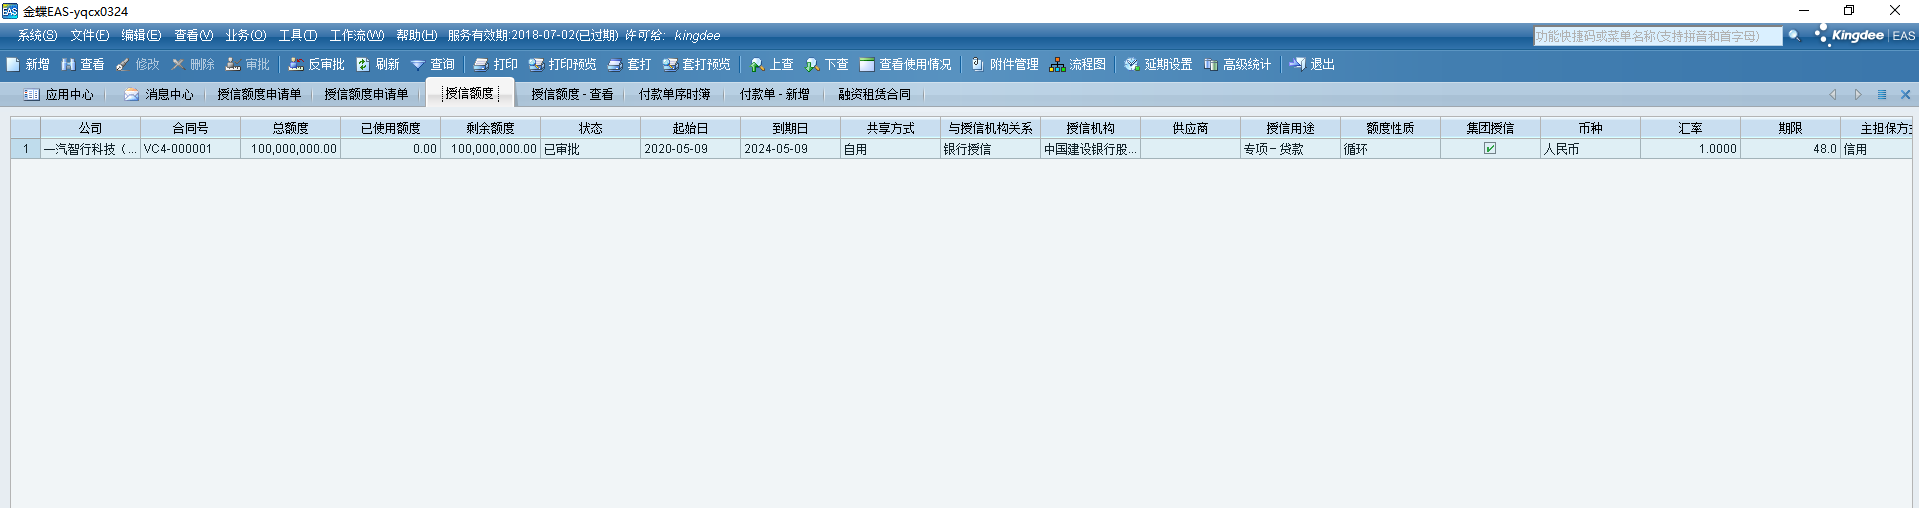 金蝶EAS-yqcx0324
系统(S) 文件(F) 编辑(E) 查看(V) 业务(O) 工具(T) 工作流(W) 帮助(H) 服务有效期:2018-07-02(已过期) 许可给: kingdee 功能快捷码或菜单名称(支持拼音和首字母) Kingdee | EAS
新增 查看 修改 删除 审批 反审批 刷新 查询 打印 打印预览 套打 套打预览 上查 下查 查看使用情况 附件管理 流程图 延期设置 高级统计 退出
应用中心 消息中心 授信额度申请单 授信额度申请单 授信额度 授信额度 - 查看 付款单序时簿 付款单 - 新增 融资租赁合同
公司 合同号 总额度 已使用额度 剩余额度 状态 起始日 到期日 共享方式 与授信机构关系 授信机构 供应商 授信用途 额度性质 集团授信 币种 汇率 期限 主担保方
1 一汽智行科技（... VC4-000001 100,000,000.00 0.00 100,000,000.00 已审批 2020-05-09 2024-05-09 自用 银行授信 中国建设银行股... 专项－贷款 循环 人民币 1.0000 48.0 信用